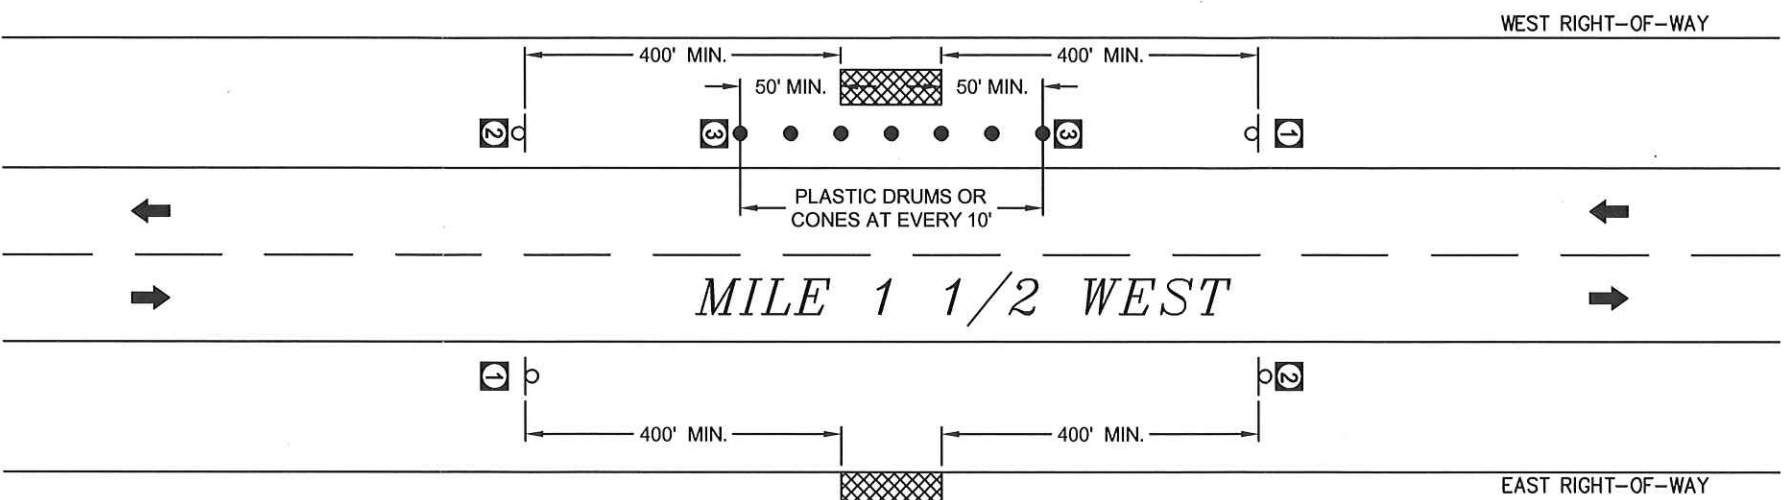 WEST RIGHT-OF-WAY
400' MIN.
400' MIN.
50' MIN.
50' MIN.
2
3
3
1
PLASTIC DRUMS OR
CONES AT EVERY 10'
MILE 1 1/2 WEST
1
2
400' MIN.
400' MIN.
EAST RIGHT-OF-WAY